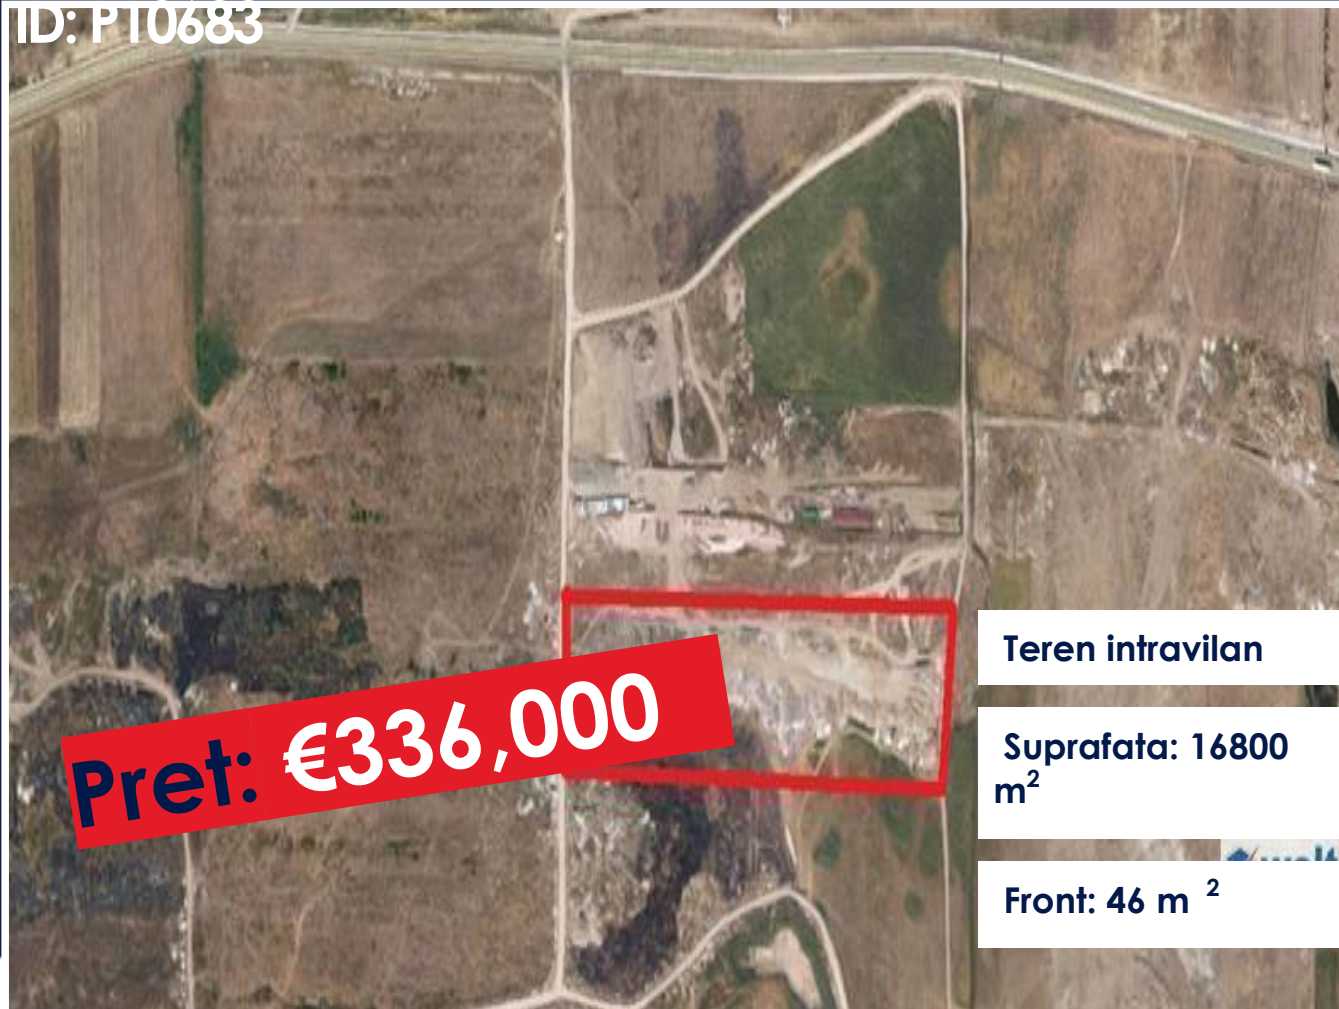 ID: PT0683
Pret: €336,000
Teren intravilan
Suprafata: 16800
m²
Front: 46 m ²